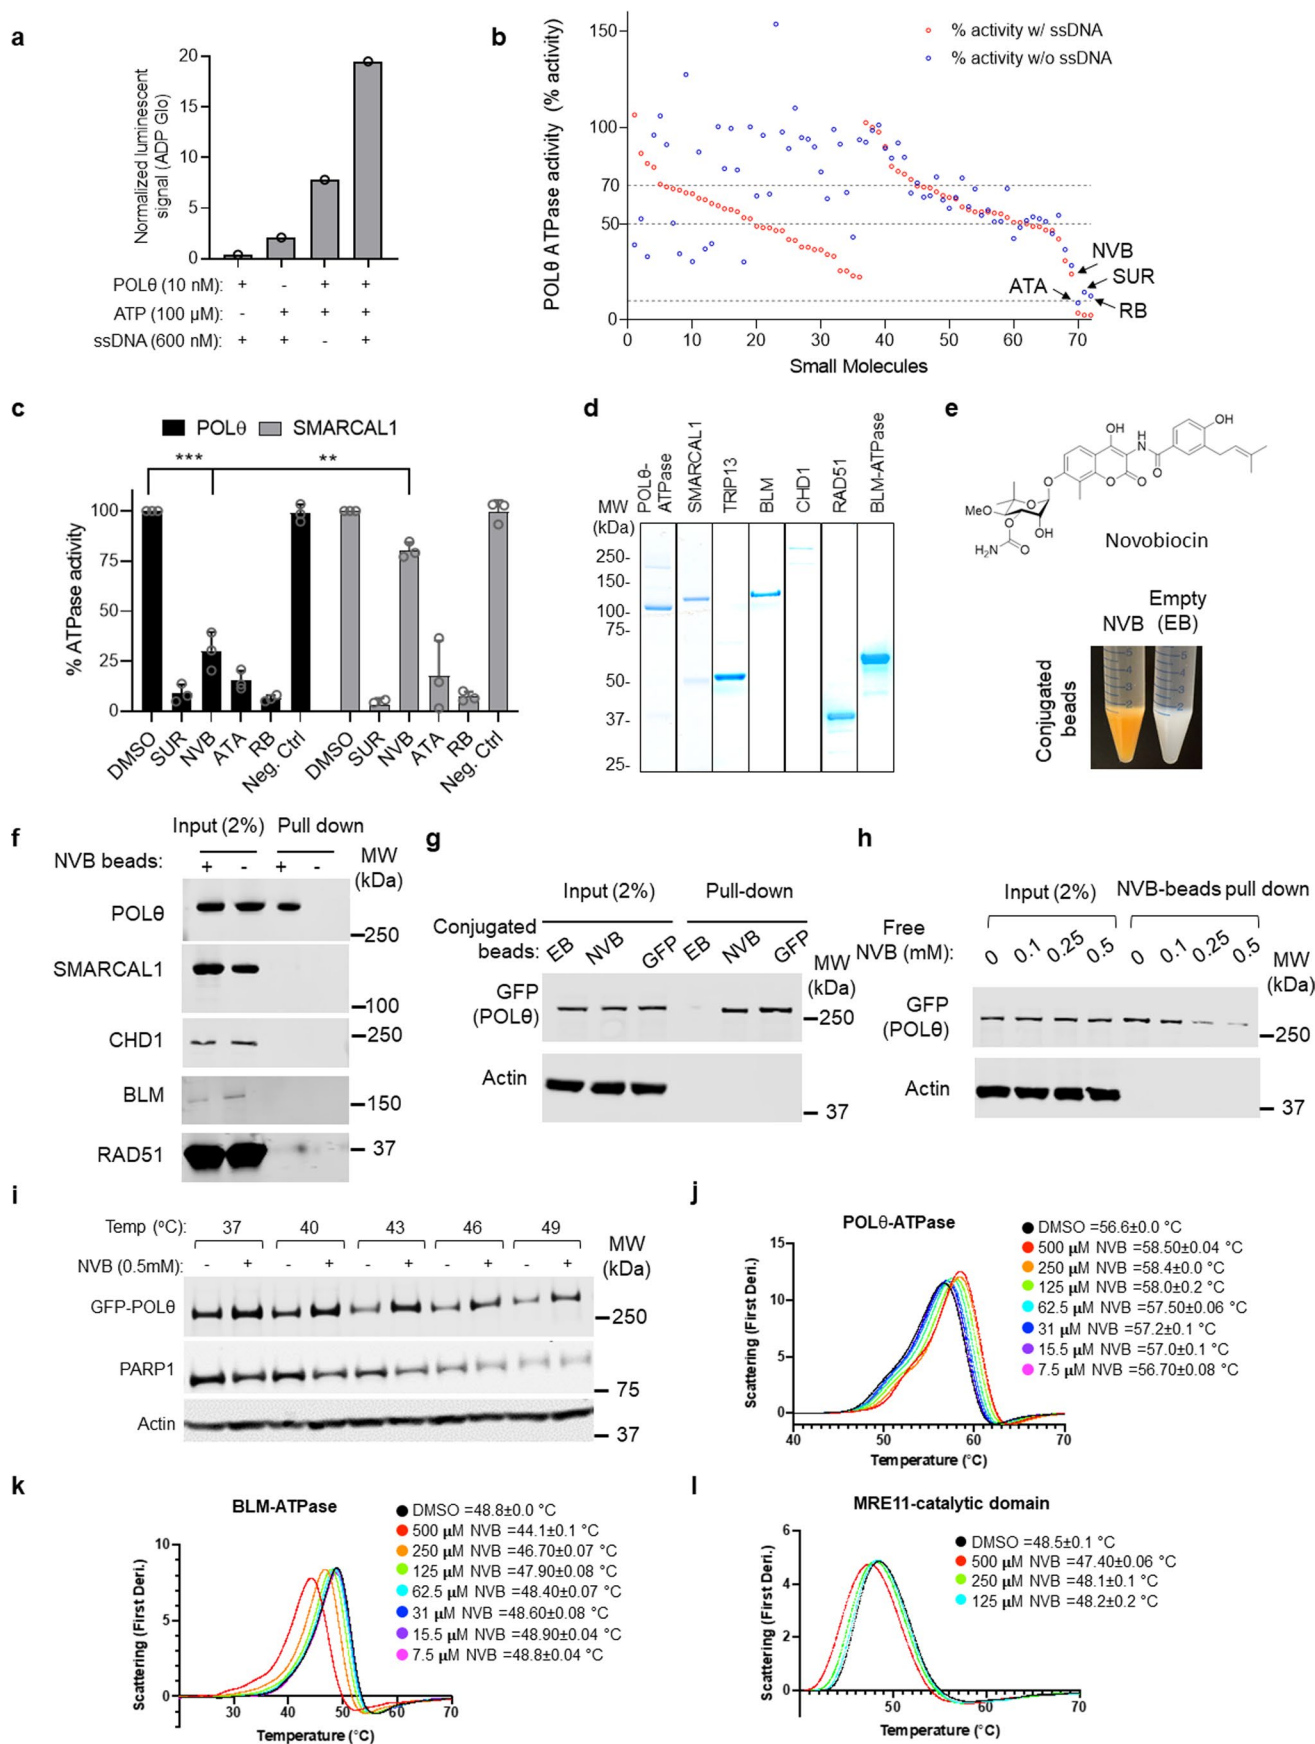 a
Normalized luminescent
signal (ADP Glo)
20
15
10
5
0
POLθ (10 nM): + - + +
ATP (100 µM): - + + +
ssDNA (600 nM): + + - +
b
POLθ ATPase activity (% activity)
150
100
70
50
0
% activity w/ ssDNA
% activity w/o ssDNA
NVB
ATA
SUR
RB
0 10 20 30 40 50 60 70
Small Molecules
c
POLθ SMARCAL1
*** **
% ATPase activity
100
75
50
25
0
DMSO SUR NVB ATA RB Neg. Ctrl DMSO SUR NVB ATA RB Neg. Ctrl
d
POLθ-
ATPase
SMARCAL1
TRIP13
BLM
CHD1
RAD51
BLM-ATPase
MW
(kDa)
250-
150-
100-
75-
50-
37-
25-
e
OH
OH
H
N
O
O
O
O
MeO
O
O
OH
H2N
O
Novobiocin
Empty
NVB (EB)
Conjugated
beads
f
Input (2%) Pull down
NVB beads: + - + -
MW
(kDa)
POLθ
250
SMARCAL1
100
CHD1 250
BLM
150
RAD51 37
g
Input (2%) Pull-down
Conjugated
beads: EB NVB GFP EB NVB GFP
MW
(kDa)
GFP
(POLθ)
250
Actin
37
h
Input (2%) NVB-beads pull down
Free
NVB (mM): 0 0.1 0.25 0.5 0 0.1 0.25 0.5
MW
(kDa)
GFP
(POLθ)
250
Actin
37
i
Temp (ºC): 37 40 43 46 49
NVB (0.5mM): - + - + - + - + - +
MW
(kDa)
GFP-POLθ
250
PARP1
75
Actin
37
j
POLθ-ATPase
Scattering (First Deri.)
15
10
5
0
40 50 60 70
Temperature (°C)
DMSO =56.6±0.0 °C
500 µM NVB =58.50±0.04 °C
250 µM NVB =58.4±0.0 °C
125 µM NVB =58.0±0.2 °C
62.5 µM NVB =57.50±0.06 °C
31 µM NVB =57.2±0.1 °C
15.5 µM NVB =57.0±0.1 °C
7.5 µM NVB =56.70±0.08 °C
k
BLM-ATPase
Scattering (First Deri.)
10
5
0
30 40 50 60 70
Temperature (°C)
DMSO =48.8±0.0 °C
500 µM NVB =44.1±0.1 °C
250 µM NVB =46.70±0.07 °C
125 µM NVB =47.90±0.08 °C
62.5 µM NVB =48.40±0.07 °C
31 µM NVB =48.60±0.08 °C
15.5 µM NVB =48.90±0.04 °C
7.5 µM NVB =48.8±0.04 °C
l
MRE11-catalytic domain
Scattering (First Deri.)
6
4
2
0
50 60 70
Temperature (°C)
DMSO =48.5±0.1 °C
500 µM NVB =47.40±0.06 °C
250 µM NVB =48.1±0.1 °C
125 µM NVB =48.2±0.2 °C